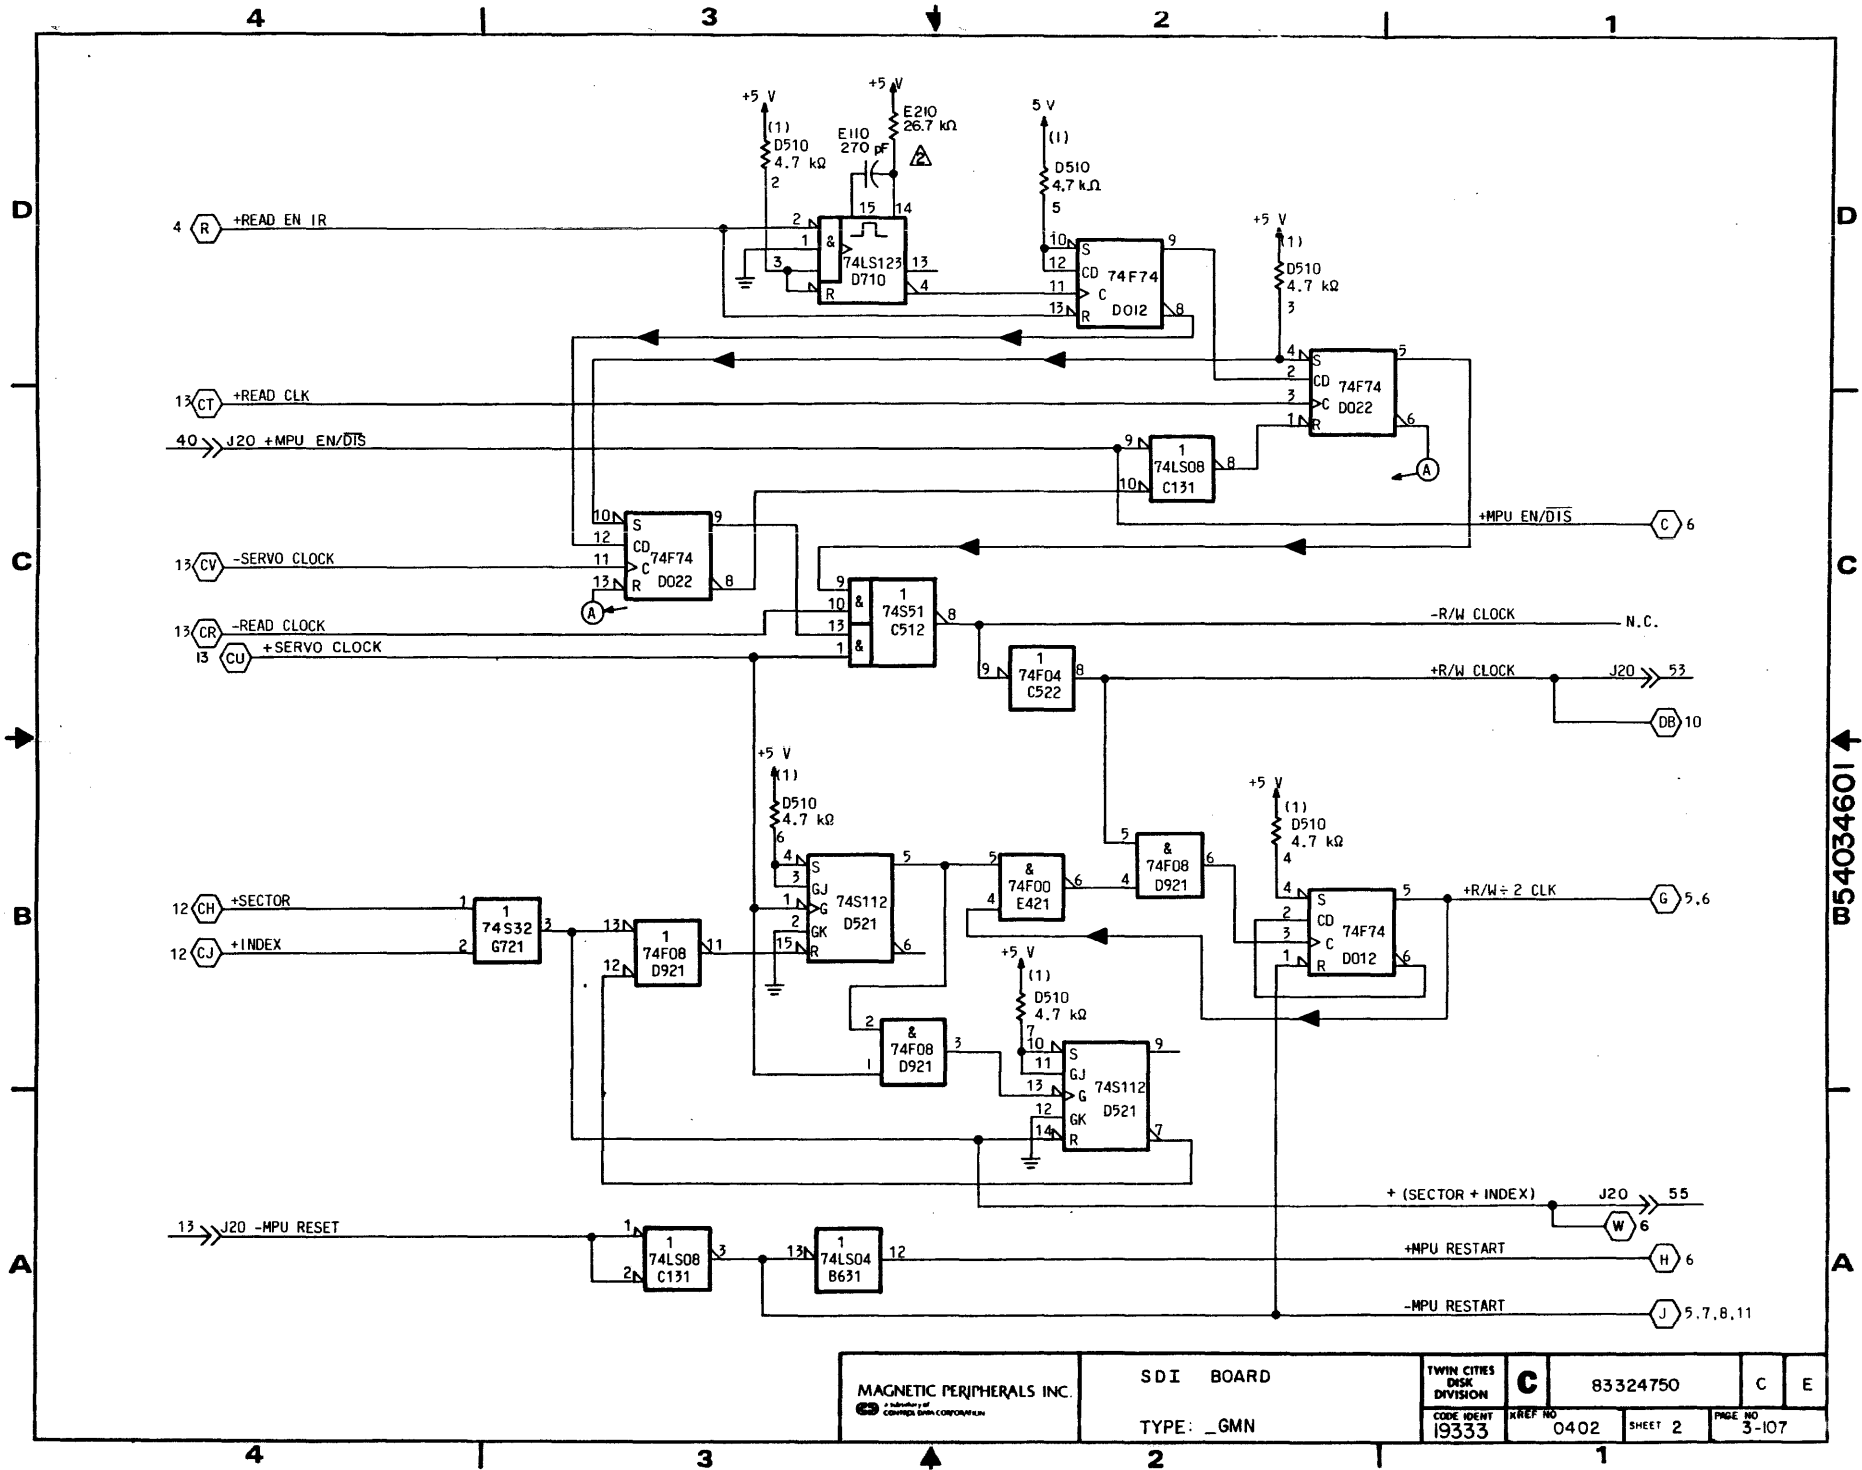 4 3 2 1
+5 V
+5 V
5 V
(1)
D510
4.7 kΩ
2
E110
270 pF
E210
26.7 kΩ
2
(1)
D510
4.7 kΩ
5
+5 V
(1)
D510
4.7 kΩ
3
D
D
4 R +READ EN IR
2 15 14
1 &
3 74LS123 13
R D710 4
10 S 9
12 CD 74F74
11 C
13 R D012 8
4 S 5
2 CD 74F74
3 C D022
1 R 6
13 CT +READ CLK
40 J20 +MPU EN/DIS
9 1 74LS08 8
10 C131
A
+MPU EN/DIS C 6
C
C
10 S 9
12 CD 74F74
11 C
13 R D022 8
13 CV -SERVO CLOCK
A
13 CR -READ CLOCK
13 CU +SERVO CLOCK
9 1
10 & 74S51 8
13 C512
1 &
-R/W CLOCK N.C.
9 1 74F04 8
C522
+R/W CLOCK J20 53
DB 10
+5 V
(1)
D510
4.7 kΩ
6
+5 V
(1)
D510
4.7 kΩ
4
5 & 74F08 6
4 D921
4 S 5
3 GJ
1 G 74S112
2 GK D521
15 R 6
5 & 74F00 6
4 E421
4 S 5
2 CD 74F74
3 C
1 R D012 6
+R/W÷2 CLK G 5,6
B
B
12 CH +SECTOR
12 CJ +INDEX
1 1 74S32 3
2 G721
13 1 74F08 11
12 D921
+5 V
(1)
D510
4.7 kΩ
7
2 & 74F08 3
1 D921
10 S 9
11 GJ
13 G 74S112
12 GK D521
14 R 7
+ (SECTOR + INDEX) J20 55
W 6
A
A
13 J20 -MPU RESET
1 1 74LS08 3
2 C131
13 1 74LS04 12
B631
+MPU RESTART H 6
-MPU RESTART J 5,7,8,11
B54034601
MAGNETIC PERIPHERALS INC.
a subsidiary of
CONTROL DATA CORPORATION
SDI BOARD
TYPE: _GMN
TWIN CITIES
DISK
DIVISION
C 83324750 C E
CODE IDENT
19333
XREF NO
0402
SHEET 2
PAGE NO
3-107
4 3 2 1